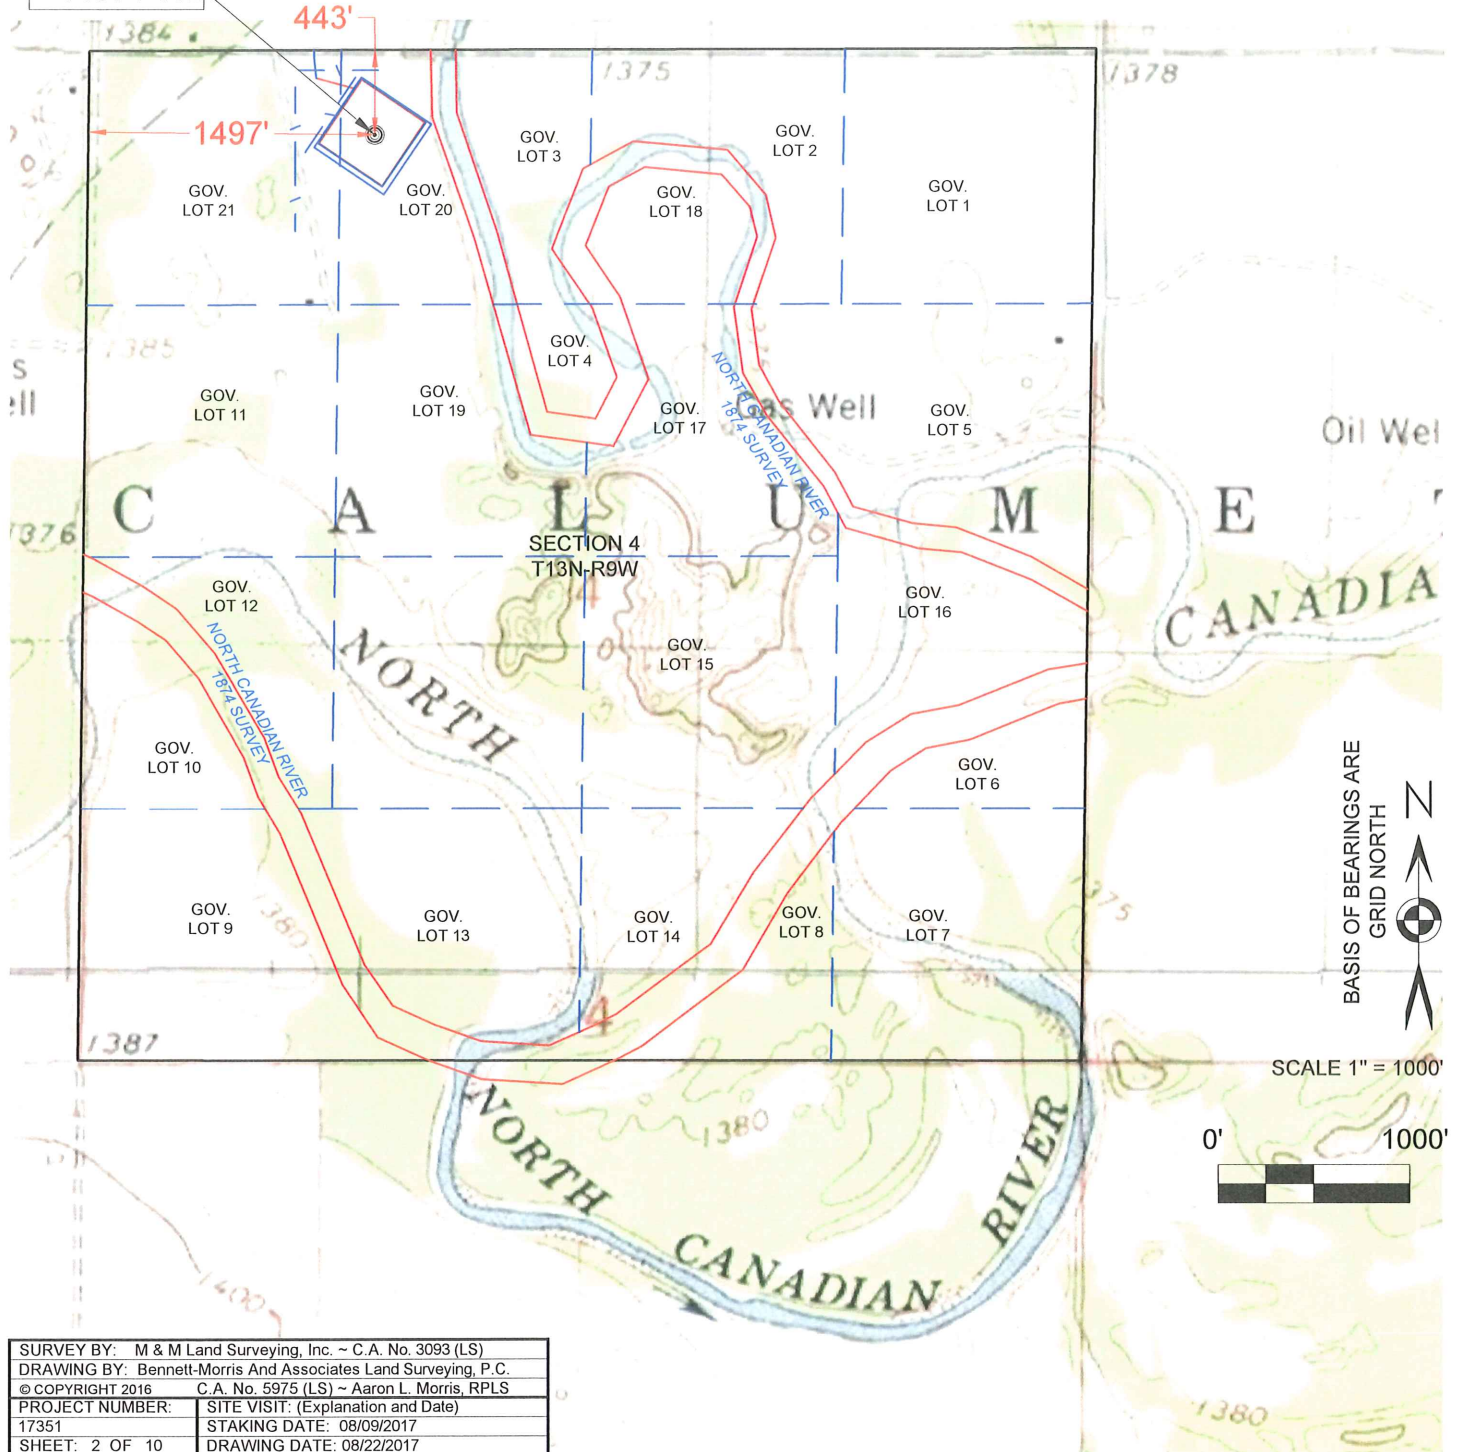 443'
1384
1375
1378
1497'
GOV.
LOT 3
GOV.
LOT 2
GOV.
LOT 21
GOV.
LOT 20
GOV.
LOT 18
GOV.
LOT 1
1385
GOV.
LOT 4
GOV.
LOT 11
GOV.
LOT 19
GOV.
LOT 17
NORTH CANADIAN RIVER
1874 SURVEY
Gas Well
GOV.
LOT 5
Oil Wel
C A L U M E T
1376
SECTION 4
T13N-R9W
4
GOV.
LOT 12
GOV.
LOT 16
CANADIA
NORTH CANADIAN RIVER
1874 SURVEY
NORTH
GOV.
LOT 15
GOV.
LOT 10
GOV.
LOT 6
BASIS OF BEARINGS ARE
GRID NORTH
N
GOV.
LOT 9
1380
GOV.
LOT 13
GOV.
LOT 14
GOV.
LOT 8
GOV.
LOT 7
1375
4
1387
SCALE 1" = 1000'
0' 1000'
NORTH
CANADIAN
RIVER
1380
1400
1380
SURVEY BY: M & M Land Surveying, Inc. ~ C.A. No. 3093 (LS)
DRAWING BY: Bennett-Morris And Associates Land Surveying, P.C.
© COPYRIGHT 2016 C.A. No. 5975 (LS) ~ Aaron L. Morris, RPLS
PROJECT NUMBER: SITE VISIT: (Explanation and Date)
17351 STAKING DATE: 08/09/2017
SHEET: 2 OF 10 DRAWING DATE: 08/22/2017